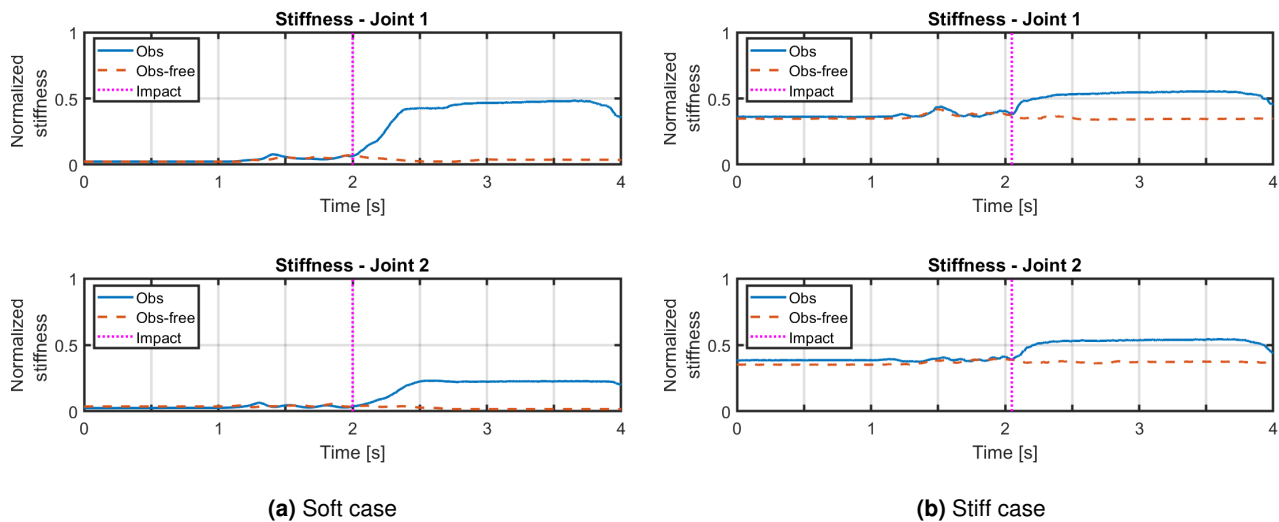 Stiffness - Joint 1
Normalized
stiffness
1
0.5
0
Obs
Obs-free
Impact
0 1 2 3 4
Time [s]
Stiffness - Joint 1
Normalized
stiffness
1
0.5
0
Obs
Obs-free
Impact
0 1 2 3 4
Time [s]
Stiffness - Joint 2
Normalized
stiffness
1
0.5
0
Obs
Obs-free
Impact
0 1 2 3 4
Time [s]
Stiffness - Joint 2
Normalized
stiffness
1
0.5
0
Obs
Obs-free
Impact
0 1 2 3 4
Time [s]
(a) Soft case
(b) Stiff case